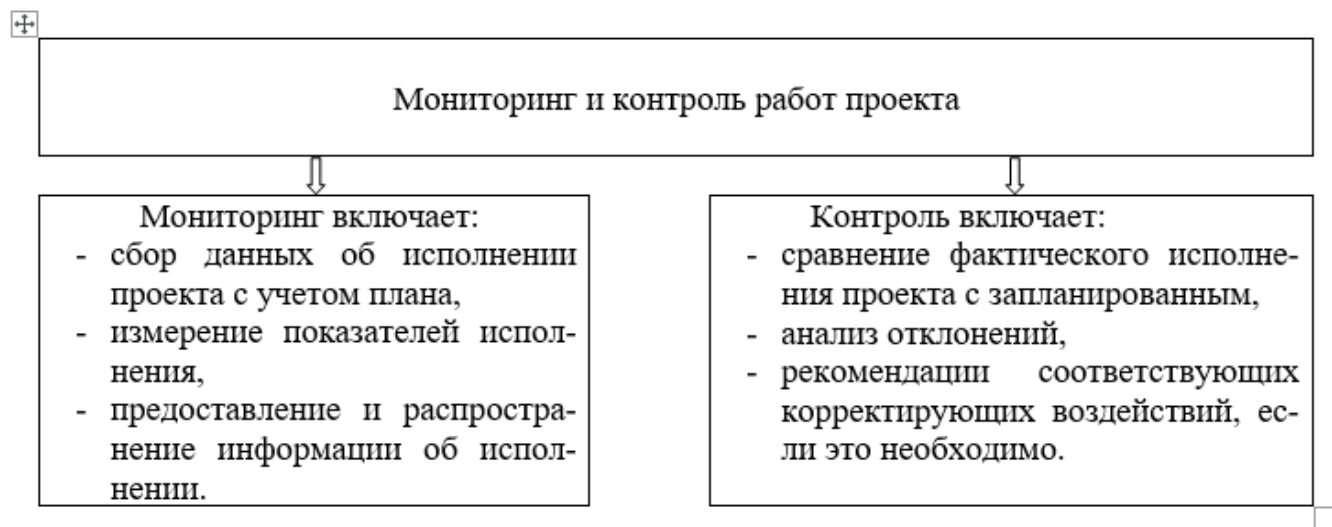 Мониторинг и контроль работ проекта
Мониторинг включает:
- сбор данных об исполнении
проекта с учетом плана,
- измерение показателей испол-
нения,
- предоставление и распростра-
нение информации об испол-
нении.
Контроль включает:
- сравнение фактического исполне-
ния проекта с запланированным,
- анализ отклонений,
- рекомендации соответствующих
корректирующих воздействий, ес-
ли это необходимо.